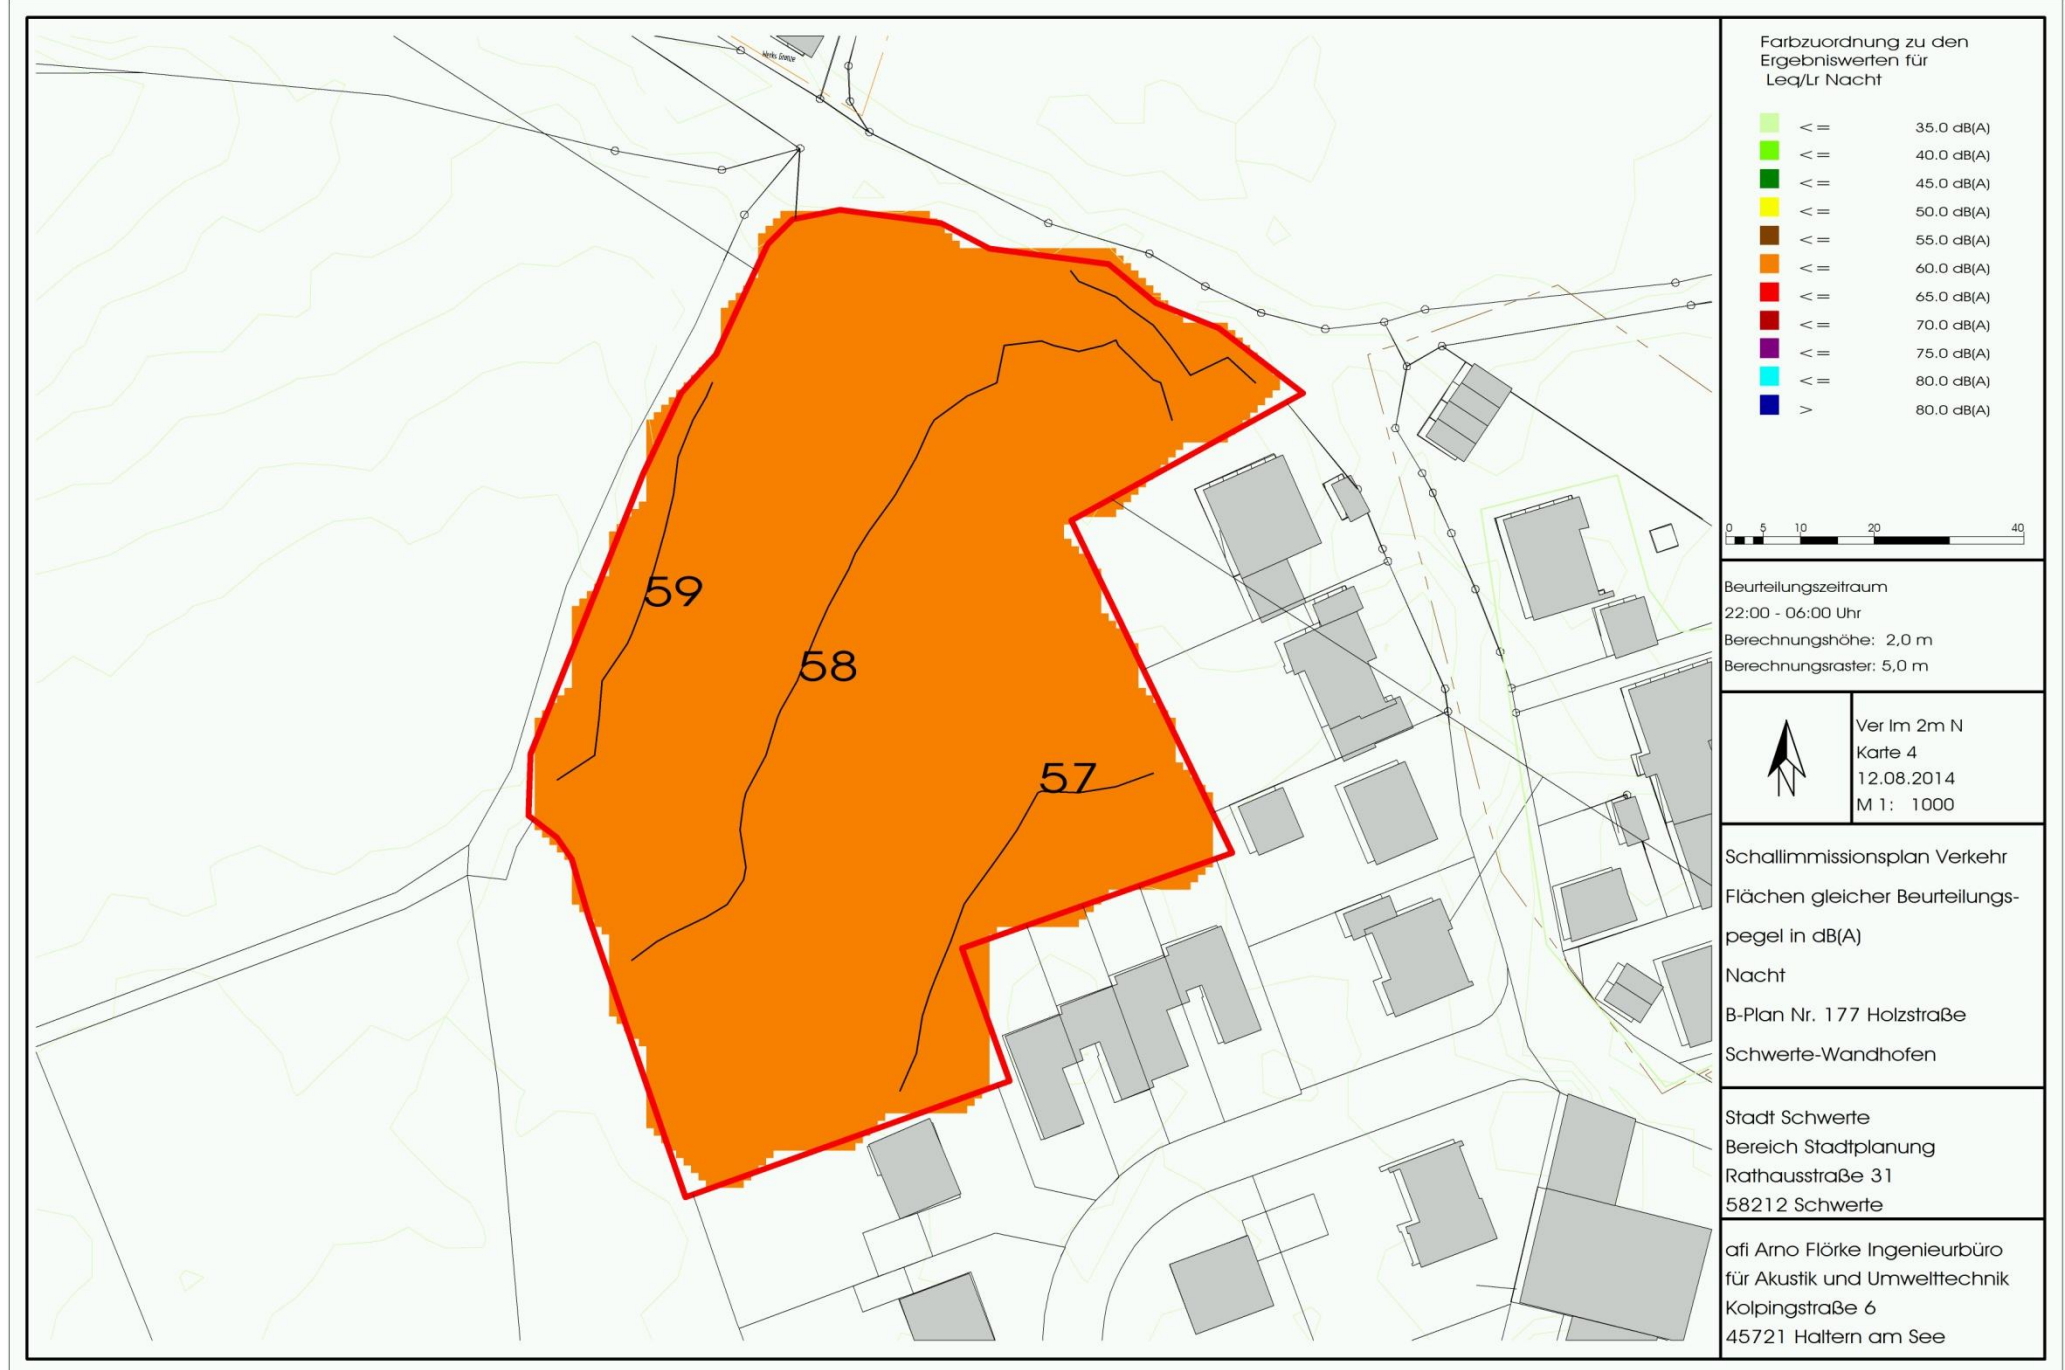 Werks Grenze
59
58
57
Farbzuordnung zu den
Ergebniswerten für
Leq/Lr Nacht
<= 35.0 dB(A)
<= 40.0 dB(A)
<= 45.0 dB(A)
<= 50.0 dB(A)
<= 55.0 dB(A)
<= 60.0 dB(A)
<= 65.0 dB(A)
<= 70.0 dB(A)
<= 75.0 dB(A)
<= 80.0 dB(A)
> 80.0 dB(A)
0 5 10 20 40
Beurteilungszeitraum
22:00 - 06:00 Uhr
Berechnungshöhe: 2,0 m
Berechnungsraster: 5,0 m
Ver Im 2m N
Karte 4
12.08.2014
M 1: 1000
Schallimmissionsplan Verkehr
Flächen gleicher Beurteilungs-
pegel in dB(A)
Nacht
B-Plan Nr. 177 Holzstraße
Schwerte-Wandhofen
Stadt Schwerte
Bereich Stadtplanung
Rathausstraße 31
58212 Schwerte
afi Arno Flörke Ingenieurbüro
für Akustik und Umwelttechnik
Kolpingstraße 6
45721 Haltern am See